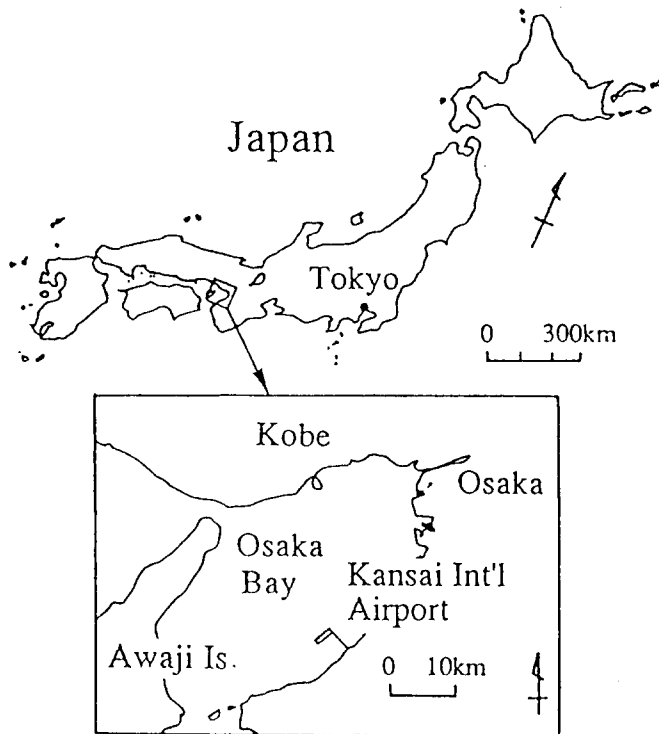 Japan
Tokyo
0 300km
Kobe
Osaka
Osaka
Bay
Kansai Int'l
Airport
Awaji Is.
0 10km